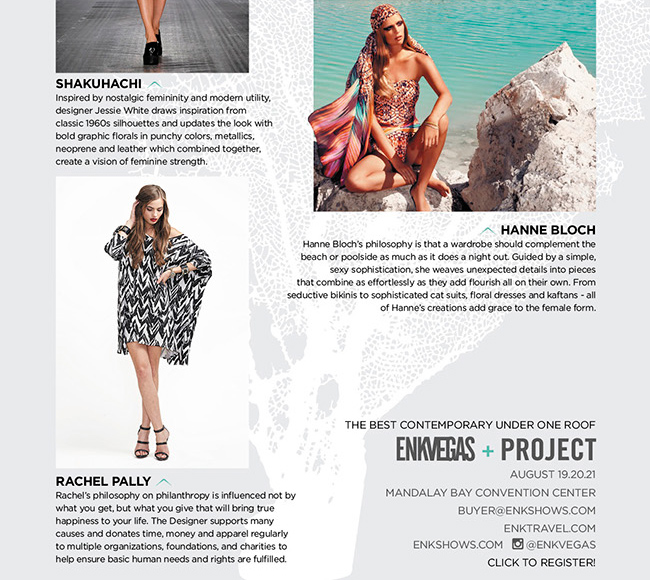 SHAKUHACHI
Inspired by nostalgic femininity and modern utility,
designer Jessie White draws inspiration from
classic 1960s silhouettes and updates the look with
bold graphic florals in punchy colors, metallics,
neoprene and leather which combined together,
create a vision of feminine strength.
HANNE BLOCH
Hanne Bloch's philosophy is that a wardrobe should complement the
beach or poolside as much as it does a night out. Guided by a simple,
sexy sophistication, she weaves unexpected details into pieces
that combine as effortlessly as they add flourish all on their own. From
seductive bikinis to sophisticated cat suits, floral dresses and kaftans - all
of Hanne's creations add grace to the female form.
RACHEL PALLY
Rachel's philosophy on philanthropy is influenced not by
what you get, but what you give that will bring true
happiness to your life. The Designer supports many
causes and donates time, money and apparel regularly
to multiple organizations, foundations, and charities to
help ensure basic human needs and rights are fulfilled.
THE BEST CONTEMPORARY UNDER ONE ROOF
ENKVEGAS + PROJECT
AUGUST 19.20.21
MANDALAY BAY CONVENTION CENTER
BUYER@ENKSHOWS.COM
ENKTRAVEL.COM
ENKSHOWS.COM @ENKVEGAS
CLICK TO REGISTER!